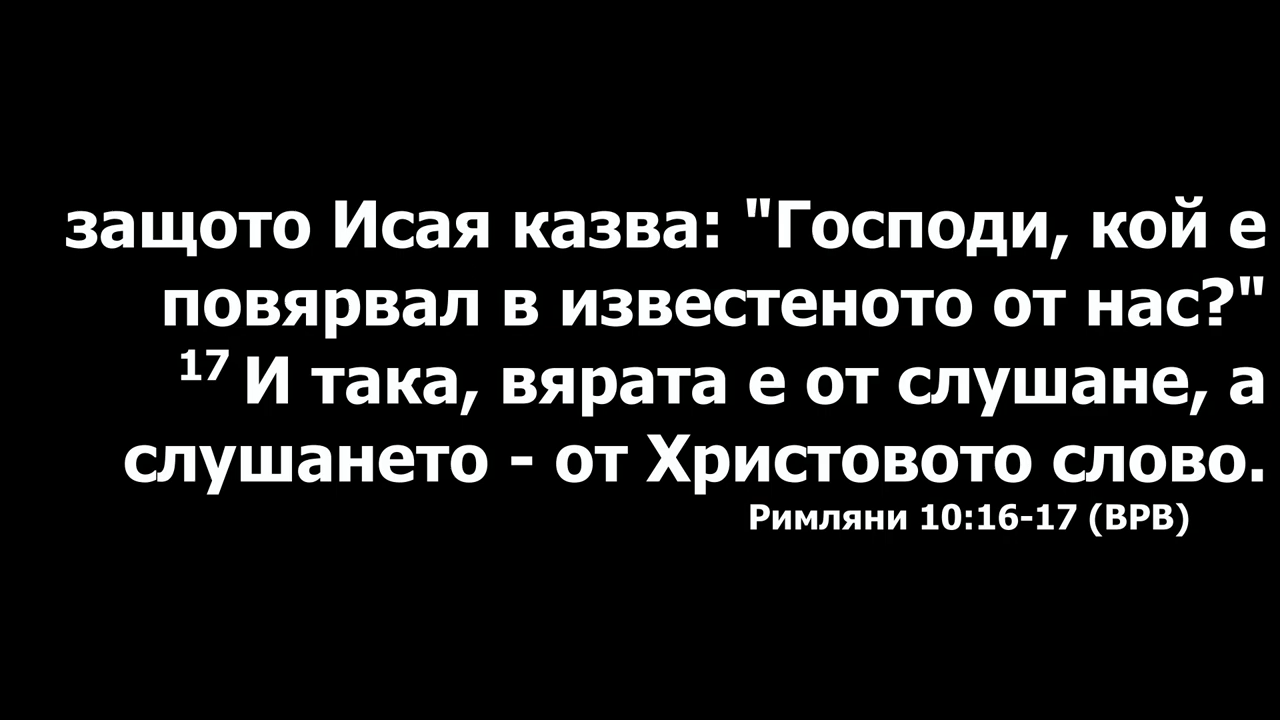 защото Исая казва: "Господи, кой е
повярвал в известеното от нас?"
17 И така, вярата е от слушане, а
слушането - от Христовото слово.
Римляни 10:16-17 (ВРВ)